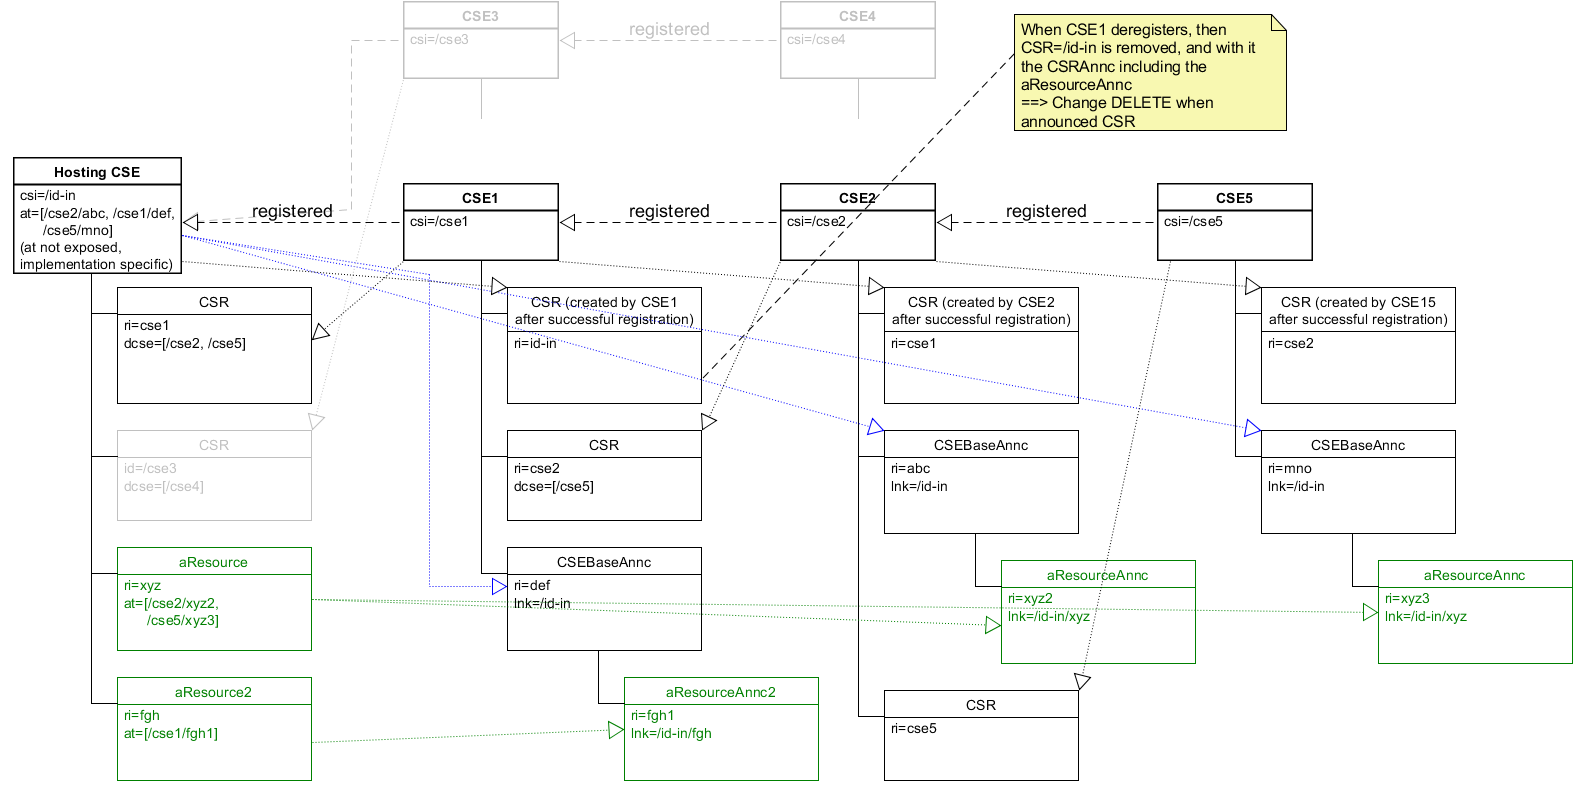 CSE3
csi=/cse3
registered
CSE4
csi=/cse4
When CSE1 deregisters, then
CSR=/id-in is removed, and with it
the CSRAnnc including the
aResourceAnnc
==> Change DELETE when
announced CSR
Hosting CSE
csi=/id-in
at=[/cse2/abc, /cse1/def,
/cse5/mno]
(at not exposed,
implementation specific)
registered
CSE1
csi=/cse1
registered
CSE2
csi=/cse2
registered
CSE5
csi=/cse5
CSR
ri=cse1
dcse=[/cse2, /cse5]
CSR (created by CSE1
after successful registration)
ri=id-in
CSR (created by CSE2
after successful registration)
ri=cse1
CSR (created by CSE15
after successful registration)
ri=cse2
CSR
id=/cse3
dcse=[/cse4]
CSR
ri=cse2
dcse=[/cse5]
CSEBaseAnnc
ri=abc
lnk=/id-in
CSEBaseAnnc
ri=mno
lnk=/id-in
aResource
ri=xyz
at=[/cse2/xyz2,
/cse5/xyz3]
CSEBaseAnnc
ri=def
lnk=/id-in
aResourceAnnc
ri=xyz2
lnk=/id-in/xyz
aResourceAnnc
ri=xyz3
lnk=/id-in/xyz
aResource2
ri=fgh
at=[/cse1/fgh1]
aResourceAnnc2
ri=fgh1
lnk=/id-in/fgh
CSR
ri=cse5